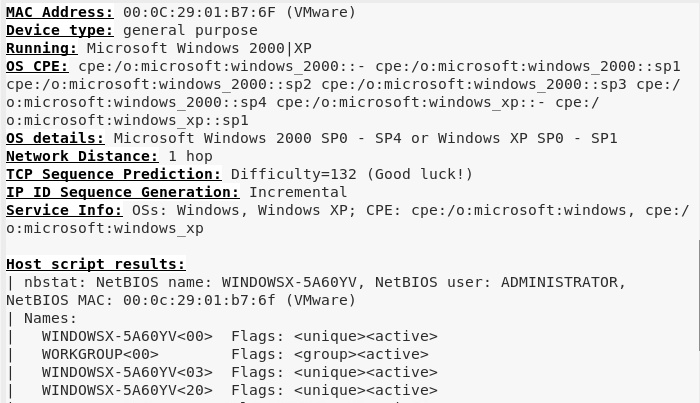 MAC Address: 00:0C:29:01:B7:6F (VMware)
Device type: general purpose
Running: Microsoft Windows 2000|XP
OS CPE: cpe:/o:microsoft:windows_2000::- cpe:/o:microsoft:windows_2000::sp1
cpe:/o:microsoft:windows_2000::sp2 cpe:/o:microsoft:windows_2000::sp3 cpe:/
o:microsoft:windows_2000::sp4 cpe:/o:microsoft:windows_xp::- cpe:/
o:microsoft:windows_xp::sp1
OS details: Microsoft Windows 2000 SP0 - SP4 or Windows XP SP0 - SP1
Network Distance: 1 hop
TCP Sequence Prediction: Difficulty=132 (Good luck!)
IP ID Sequence Generation: Incremental
Service Info: OSs: Windows, Windows XP; CPE: cpe:/o:microsoft:windows, cpe:/
o:microsoft:windows_xp
Host script results:
| nbstat: NetBIOS name: WINDOWSX-5A60YV, NetBIOS user: ADMINISTRATOR,
NetBIOS MAC: 00:0c:29:01:b7:6f (VMware)
| Names:
|   WINDOWSX-5A60YV<00>  Flags: <unique><active>
|   WORKGROUP<00>        Flags: <group><active>
|   WINDOWSX-5A60YV<03>  Flags: <unique><active>
|   WINDOWSX-5A60YV<20>  Flags: <unique><active>